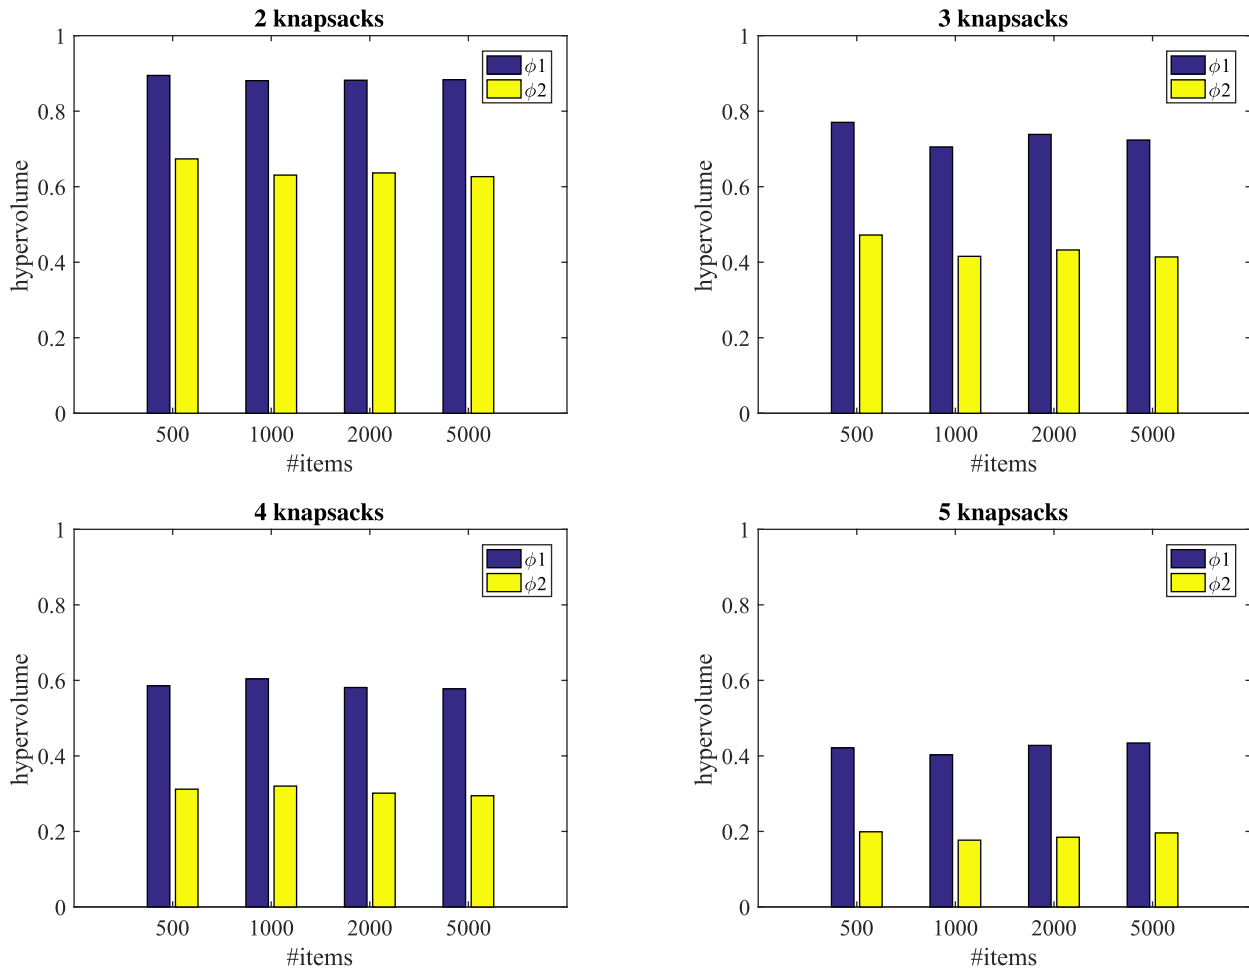 2 knapsacks
1
0.8
0.6
0.4
0.2
0
hypervolume
ϕ1
ϕ2
500 1000 2000 5000
#items
3 knapsacks
1
0.8
0.6
0.4
0.2
0
hypervolume
ϕ1
ϕ2
500 1000 2000 5000
#items
4 knapsacks
1
0.8
0.6
0.4
0.2
0
hypervolume
ϕ1
ϕ2
500 1000 2000 5000
#items
5 knapsacks
1
0.8
0.6
0.4
0.2
0
hypervolume
ϕ1
ϕ2
500 1000 2000 5000
#items